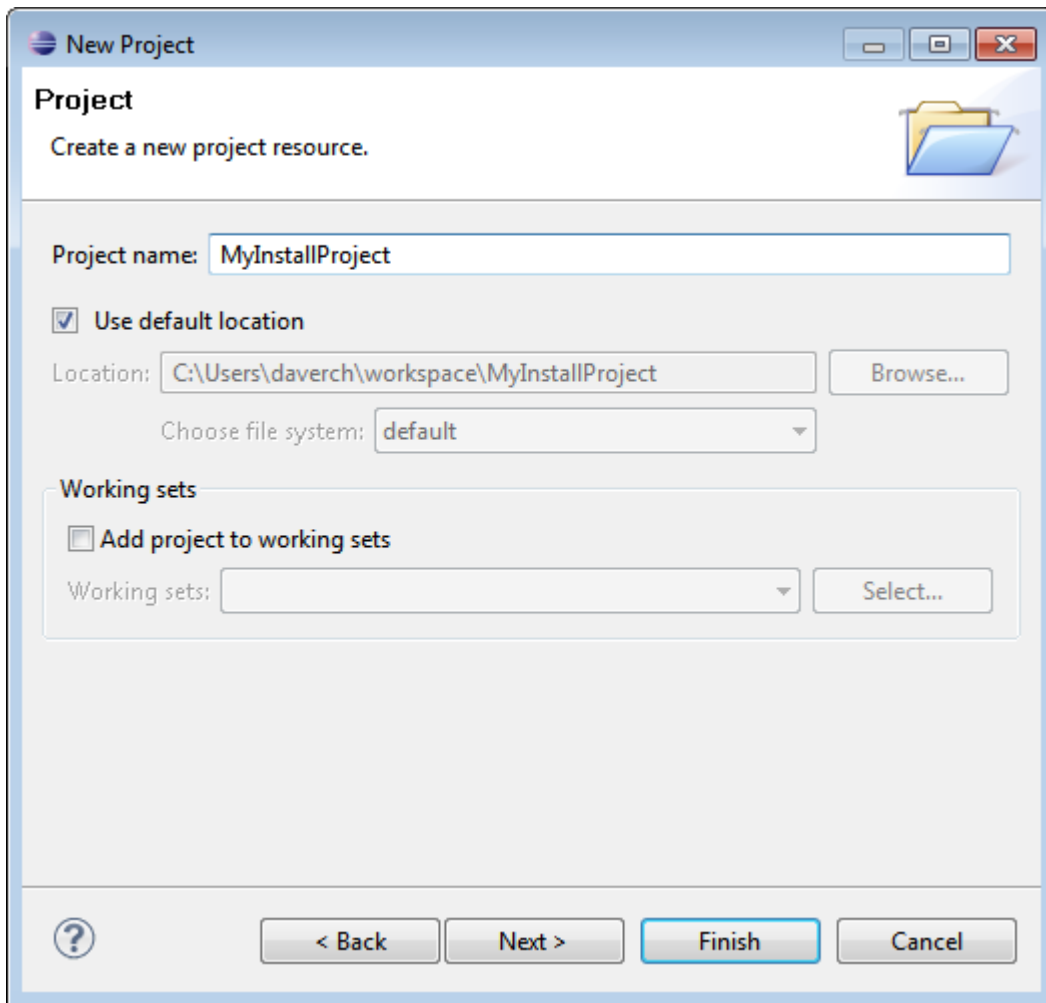 New Project
Project
Create a new project resource.
Project name: MyInstallProject
Use default location
Location: C:\Users\daverch\workspace\MyInstallProject Browse...
Choose file system: default
Working sets
Add project to working sets
Working sets: Select...
? < Back Next > Finish Cancel